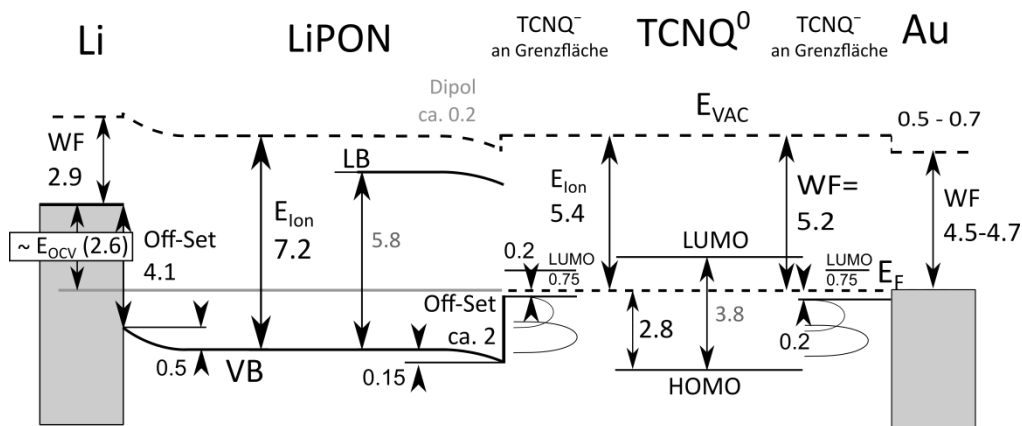 Li
LiPON
TCNQ⁻
an Grenzfläche
TCNQ⁰
TCNQ⁻
an Grenzfläche
Au
Dipol
ca. 0.2
E_VAC
0.5 - 0.7
WF
2.9
LB
E_Ion
7.2
5.8
E_Ion
5.4
WF=
5.2
WF
4.5-4.7
~ E_OCV (2.6)
Off-Set
4.1
0.2
LUMO
0.75
LUMO
LUMO
0.75
E_F
Off-Set
ca. 2
2.8
3.8
0.2
0.5
VB
0.15
HOMO